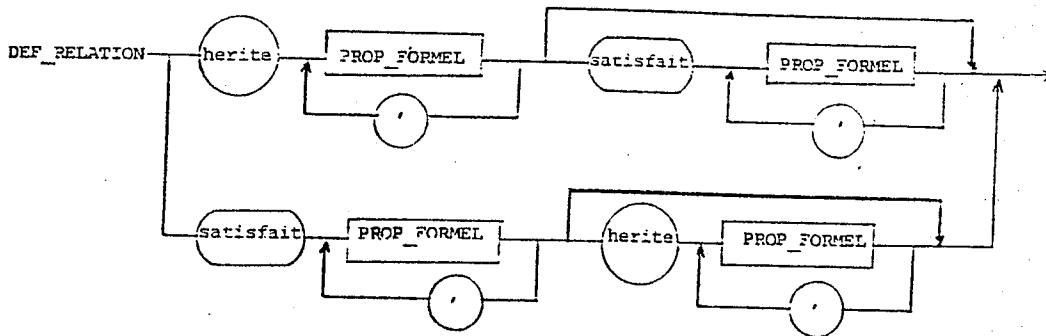 DEF_RELATION herite PROP_FORMEL satisfait PROP_FORMEL
, ,
satisfait PROP_FORMEL herite PROP_FORMEL
, ,